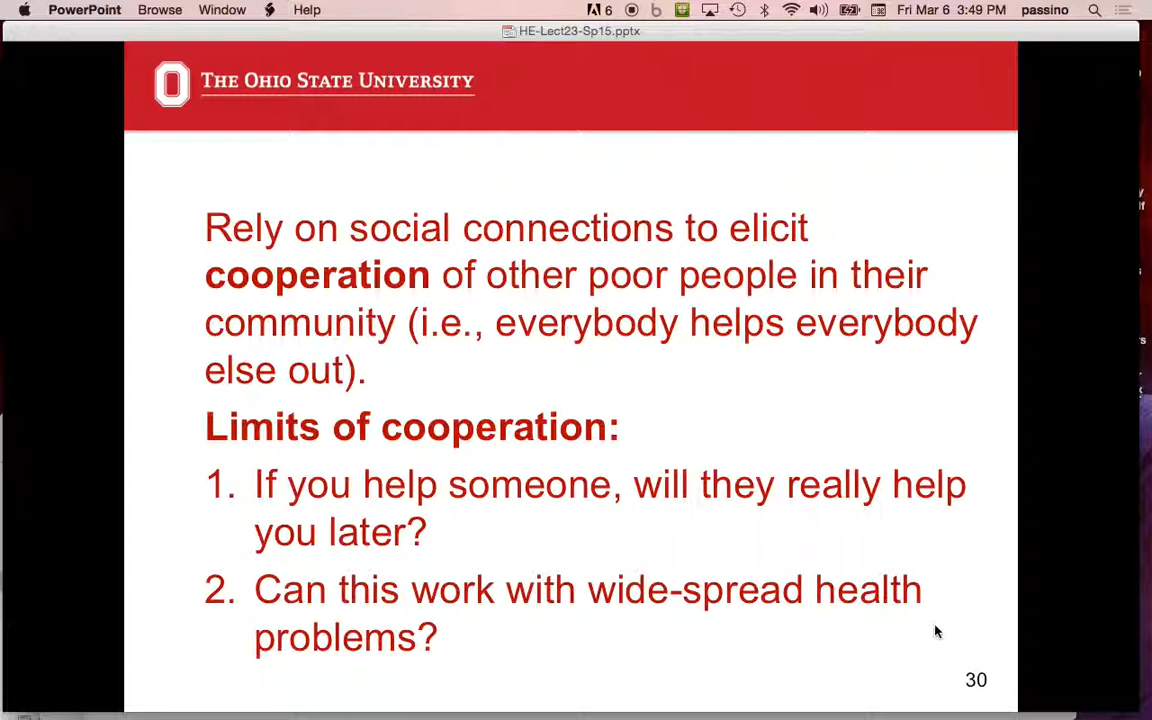 PowerPoint Browse Window Help 6 Fri Mar 6 3:49 PM passino
HE-Lect23-Sp15.pptx
THE OHIO STATE UNIVERSITY
Rely on social connections to elicit
cooperation of other poor people in their
community (i.e., everybody helps everybody
else out).
Limits of cooperation:
1. If you help someone, will they really help
you later?
2. Can this work with wide-spread health
problems?
30